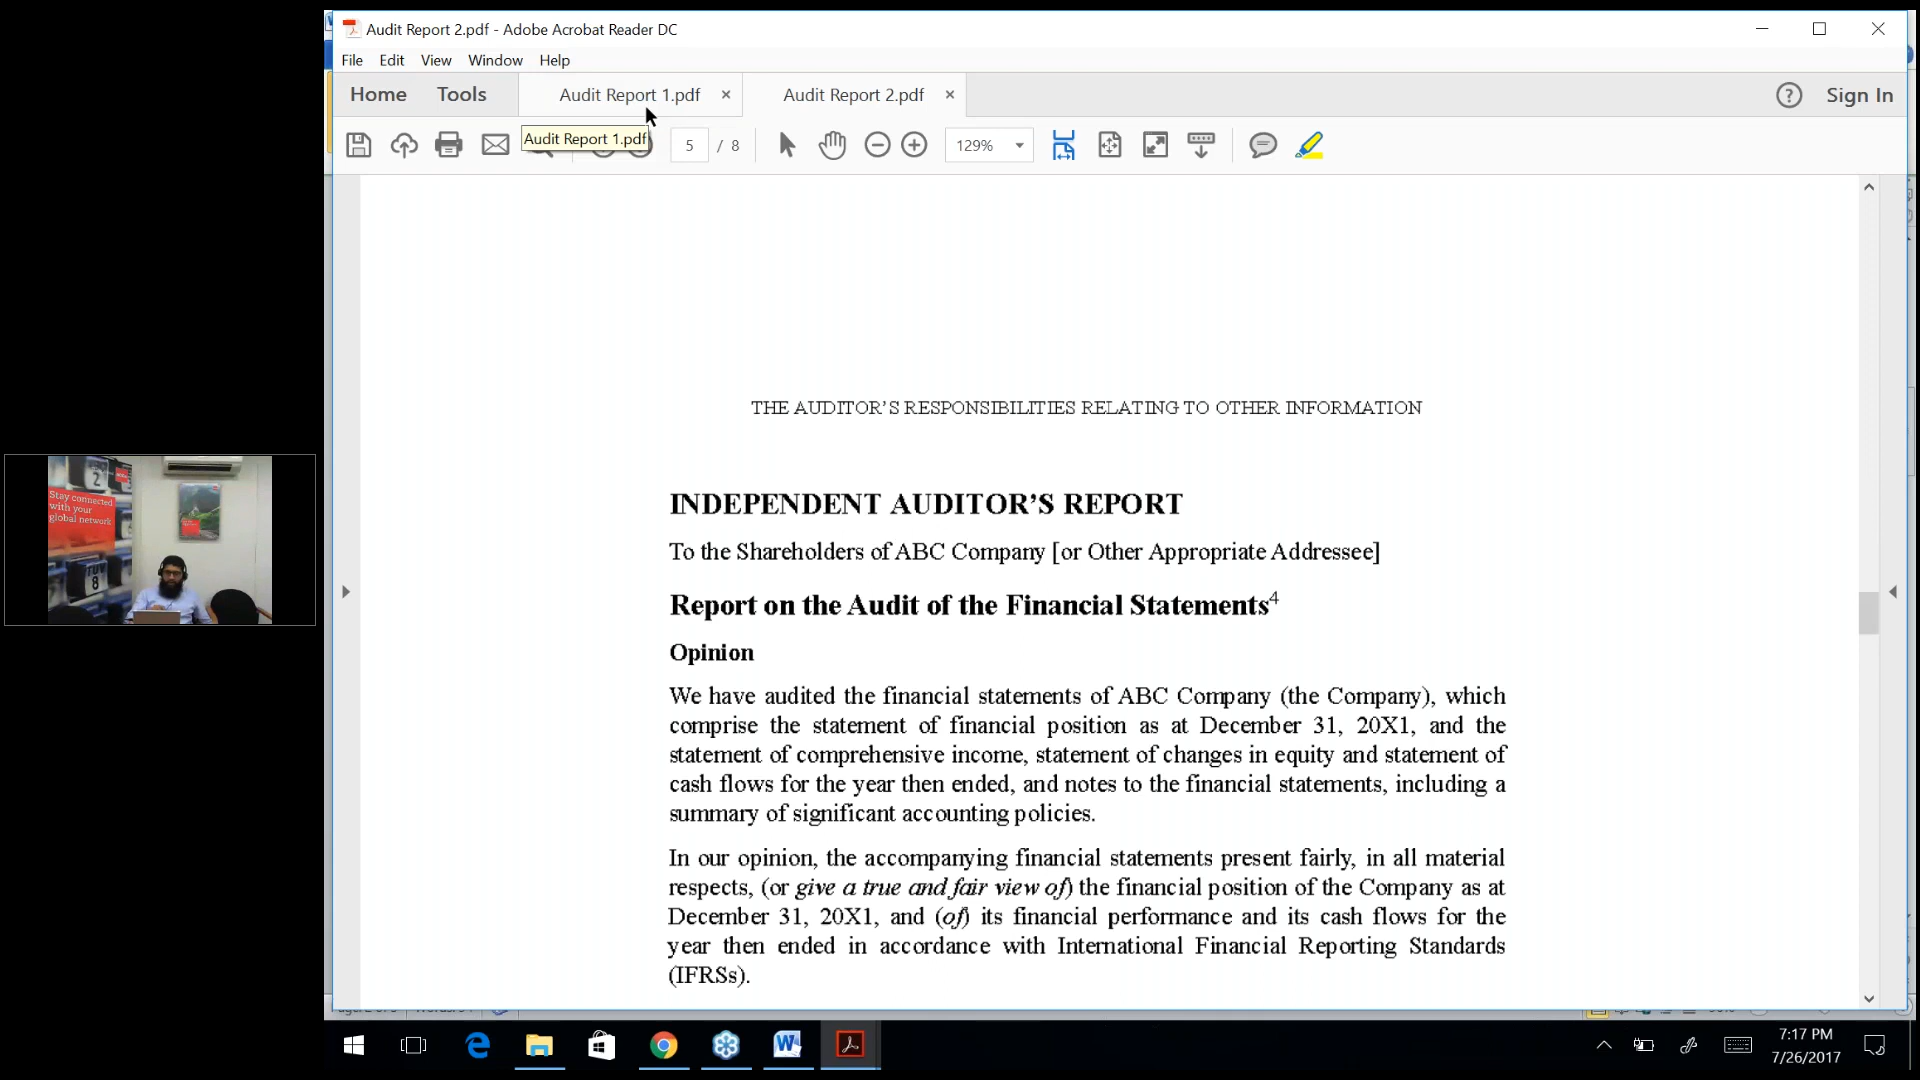 Audit Report 2.pdf - Adobe Acrobat Reader DC
File Edit View Window Help
Home Tools Audit Report 1.pdf × Audit Report 2.pdf × Sign In
Audit Report 1.pdf 5 / 8 129%
THE AUDITOR'S RESPONSIBILITIES RELATING TO OTHER INFORMATION
INDEPENDENT AUDITOR'S REPORT
To the Shareholders of ABC Company [or Other Appropriate Addressee]
Report on the Audit of the Financial Statements⁴
Opinion
We have audited the financial statements of ABC Company (the Company), which
comprise the statement of financial position as at December 31, 20X1, and the
statement of comprehensive income, statement of changes in equity and statement of
cash flows for the year then ended, and notes to the financial statements, including a
summary of significant accounting policies.
In our opinion, the accompanying financial statements present fairly, in all material
respects, (or give a true and fair view of) the financial position of the Company as at
December 31, 20X1, and (of) its financial performance and its cash flows for the
year then ended in accordance with International Financial Reporting Standards
(IFRSs).
Stay connected
with your
global network
2
8
7:17 PM
7/26/2017